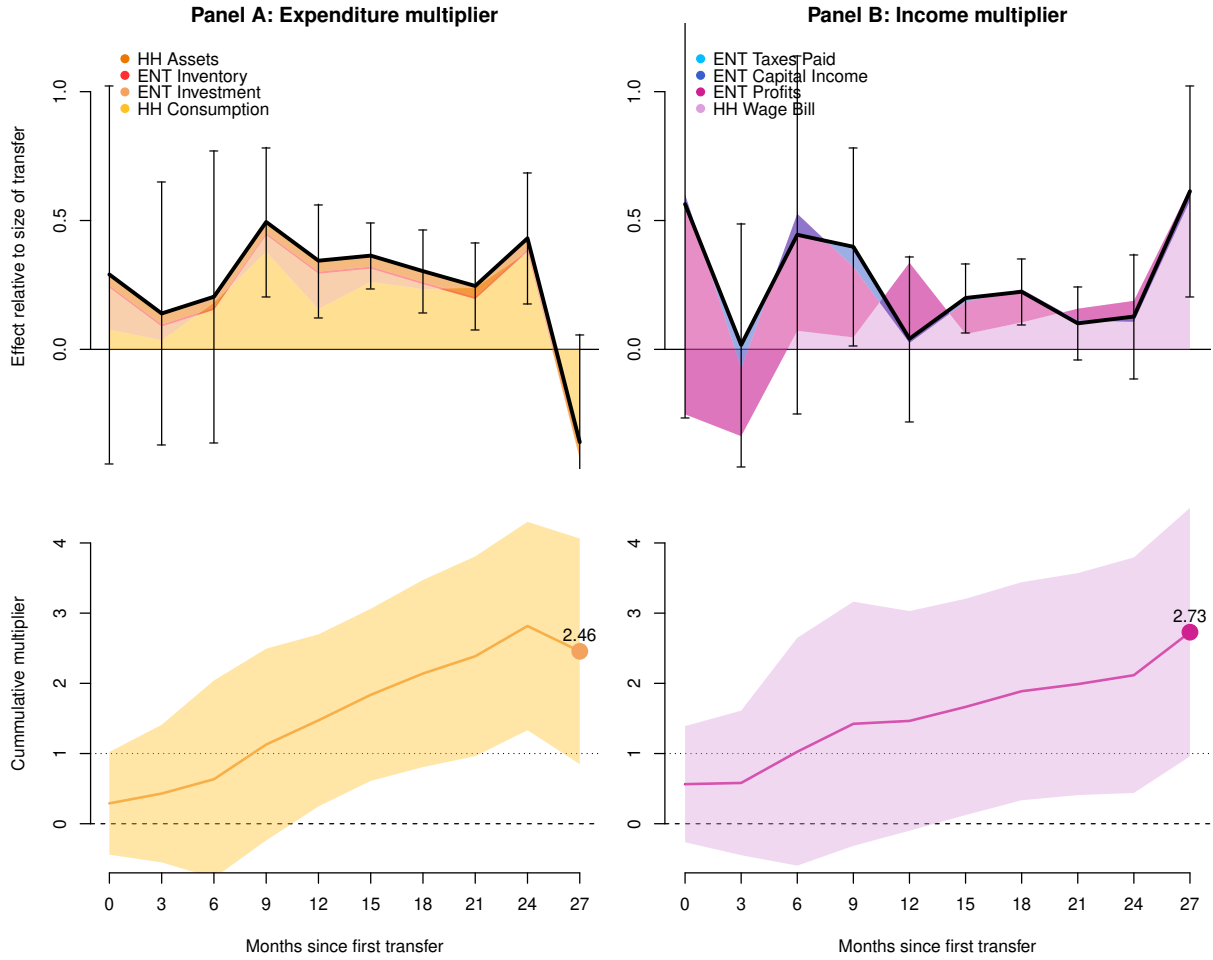 Panel A: Expenditure multiplier
HH Assets
ENT Inventory
ENT Investment
HH Consumption
Effect relative to size of transfer
1.0
0.5
0.0
Panel B: Income multiplier
ENT Taxes Paid
ENT Capital Income
ENT Profits
HH Wage Bill
1.0
0.5
0.0
Cummulative multiplier
4
3
2
1
0
2.46
0 3 6 9 12 15 18 21 24 27
Months since first transfer
4
3
2
1
0
2.73
0 3 6 9 12 15 18 21 24 27
Months since first transfer